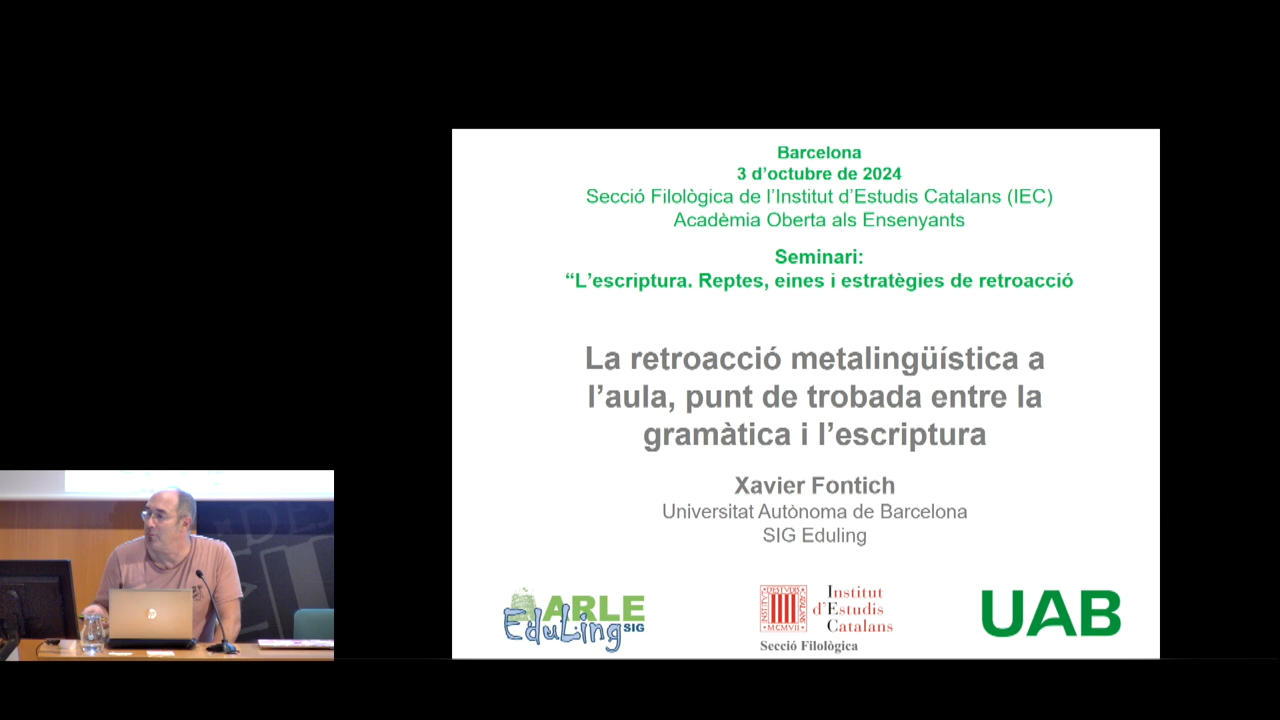 Barcelona
3 d’octubre de 2024
Secció Filològica de l’Institut d’Estudis Catalans (IEC)
Acadèmia Oberta als Ensenyants
Seminari:
“L’escriptura. Reptes, eines i estratègies de retroacció
La retroacció metalingüística a
l’aula, punt de trobada entre la
gramàtica i l’escriptura
Xavier Fontich
Universitat Autònoma de Barcelona
SIG Eduling
ARLE
EduLing SIG
Institut
d’Estudis
Catalans
Secció Filològica
MCMVII
UAB